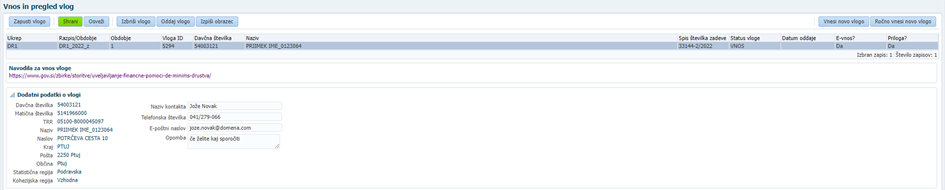 Vnos in pregled vlog
Zapusti vlogo Shrani Osveži Izbriši vlogo Oddaj vlogo Izpiši obrazec Vnesi novo vlogo Ročno vnesi novo vlogo
Ukrep Razpis/Obdobje Obdobje Vloga ID Davčna številka Naziv Spis številka zadeve Status vloge Datum oddaje E-vnos? Priloga?
DR1 DR1_2022_z 1 5294 54003121 PRIIMEK IME_0123064 33144-2/2022 VNOS Da Da
Izbran zapis: 1 Število zapisov: 1
Navodila za vnos vloge
https://www.gov.si/zbirke/storitve/uveljavljanje-financne-pomoci-de-minimis-drustva/
Dodatni podatki o vlogi
Davčna številka 54003121
Matična številka 5141966000
TRR 05100-8000045097
Naziv PRIIMEK IME_0123064
Naslov POTRČEVA CESTA 10
Kraj PTUJ
Pošta 2250 Ptuj
Občina Ptuj
Statistična regija Podravska
Kohezijska regija Vzhodna
Naziv kontakta Jože Novak
Telefonska številka 041/279-066
E-poštni naslov joze.novak@domena.com
Opomba če želite kaj sporočiti